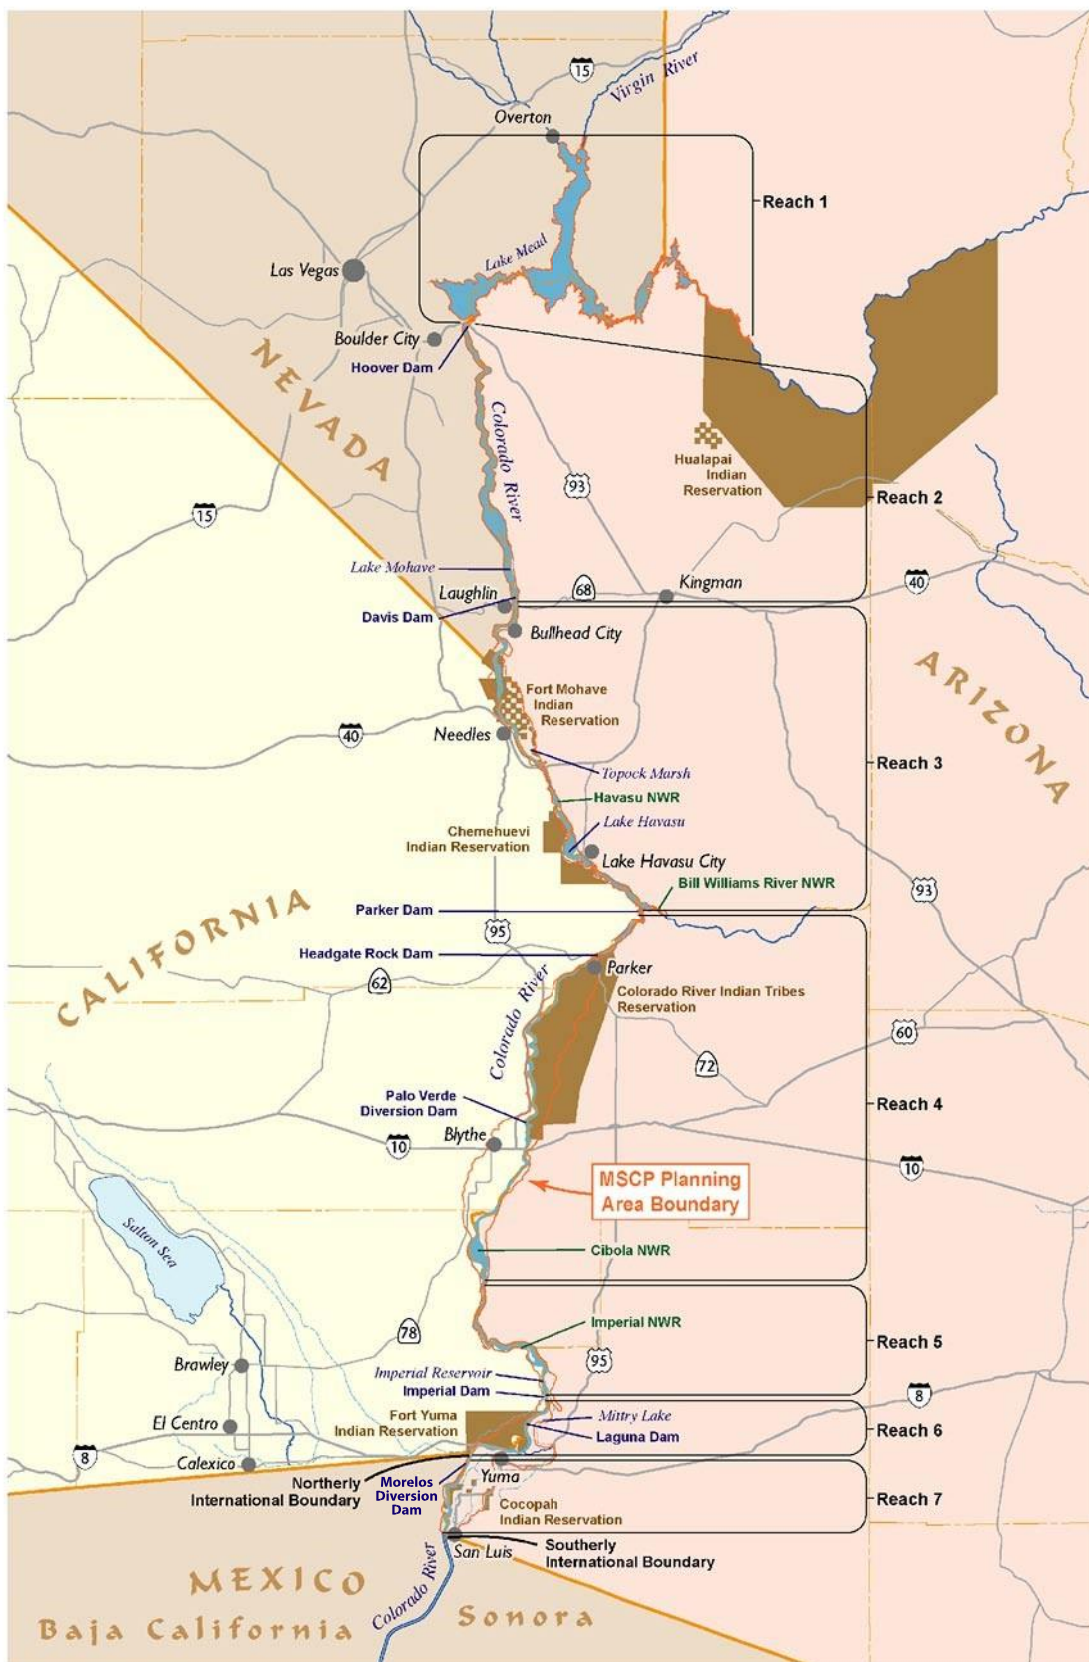 15
Virgin River
Overton
Reach 1
Lake Mead
Las Vegas
Boulder City
Hoover Dam
NEVADA
Colorado River
93
Hualapai
Indian
Reservation
Reach 2
15
Lake Mohave
Laughlin
68
Kingman
40
Davis Dam
Bullhead City
ARIZONA
Fort Mohave
Indian
Reservation
40
Needles
Reach 3
Topock Marsh
Havasu NWR
Lake Havasu
Chemehuevi
Indian Reservation
Lake Havasu City
Bill Williams River NWR
93
CALIFORNIA
Parker Dam
95
Headgate Rock Dam
Parker
62
Colorado River Indian Tribes
Reservation
Colorado River
60
72
Palo Verde
Diversion Dam
Reach 4
Blythe
10
10
MSCP Planning
Area Boundary
Salton Sea
Cibola NWR
78
Imperial NWR
Reach 5
95
Brawley
Imperial Reservoir
Imperial Dam
8
Fort Yuma
Indian Reservation
Mittry Lake
Laguna Dam
Reach 6
El Centro
8
Calexico
Northerly
International Boundary
Morelos
Diversion
Dam
Yuma
Reach 7
Cocopah
Indian Reservation
San Luis
Southerly
International Boundary
MEXICO
Colorado River
Baja California
Sonora